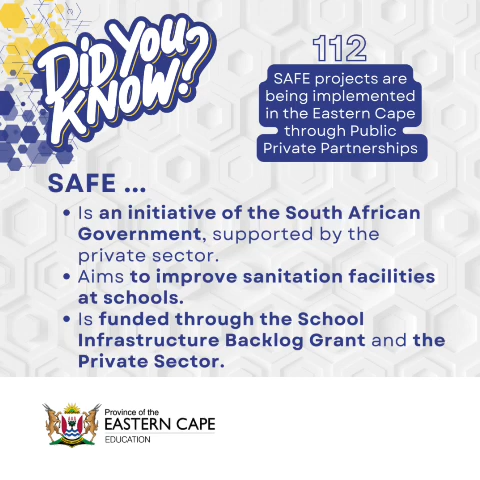 DID YOU
KNOW?
112
SAFE projects are
being implemented
in the Eastern Cape
through Public
Private Partnerships
SAFE ...
• Is an initiative of the South African
Government, supported by the
private sector.
• Aims to improve sanitation facilities
at schools.
• Is funded through the School
Infrastructure Backlog Grant and the
Private Sector.
Province of the
EASTERN CAPE
EDUCATION